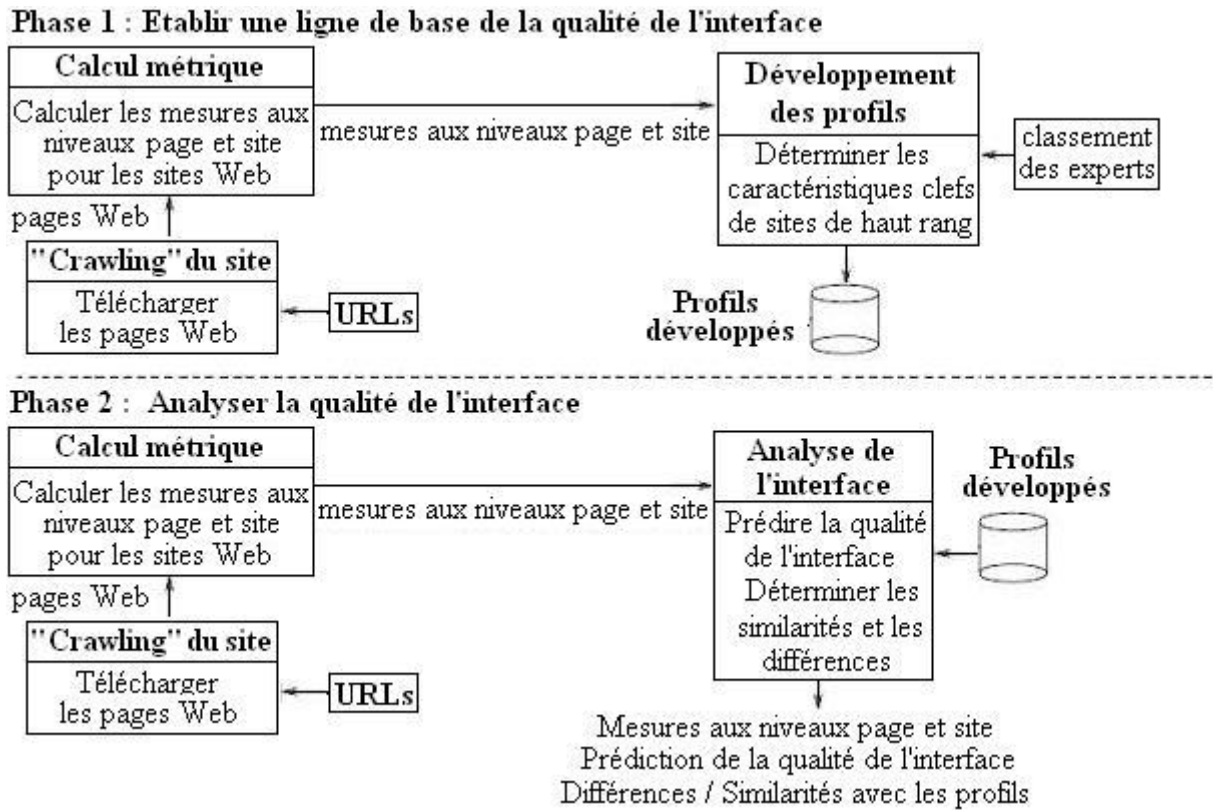 Phase 1 : Etablir une ligne de base de la qualité de l'interface
Calcul métrique
Calculer les mesures aux
niveaux page et site
pour les sites Web
mesures aux niveaux page et site
Développement
des profils
Déterminer les
caractéristiques clefs
de sites de haut rang
classement
des experts
pages Web
"Crawling" du site
Télécharger
les pages Web
URLs
Profils
développés
Phase 2 : Analyser la qualité de l'interface
Calcul métrique
Calculer les mesures aux
niveaux page et site
pour les sites Web
mesures aux niveaux page et site
Analyse de
l'interface
Prédire la qualité
de l'interface
Déterminer les
similarités et les
différences
Profils
développés
pages Web
"Crawling" du site
Télécharger
les pages Web
URLs
Mesures aux niveaux page et site
Prédiction de la qualité de l'interface
Différences / Similarités avec les profils